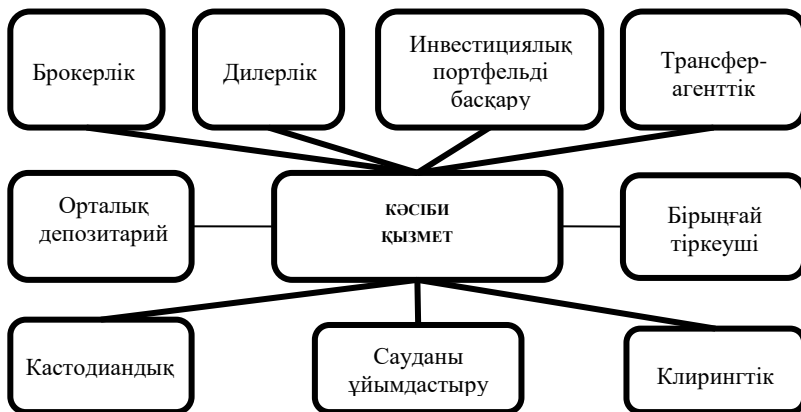 Брокерлік
Дилерлік
Инвестициялық
портфельді
басқару
Трансфер-
агенттік
Орталық
депозитарий
КӘСІБИ
ҚЫЗМЕТ
Бірыңғай
тіркеуші
Кастодиандық
Сауданы
ұйымдастыру
Клирингтік